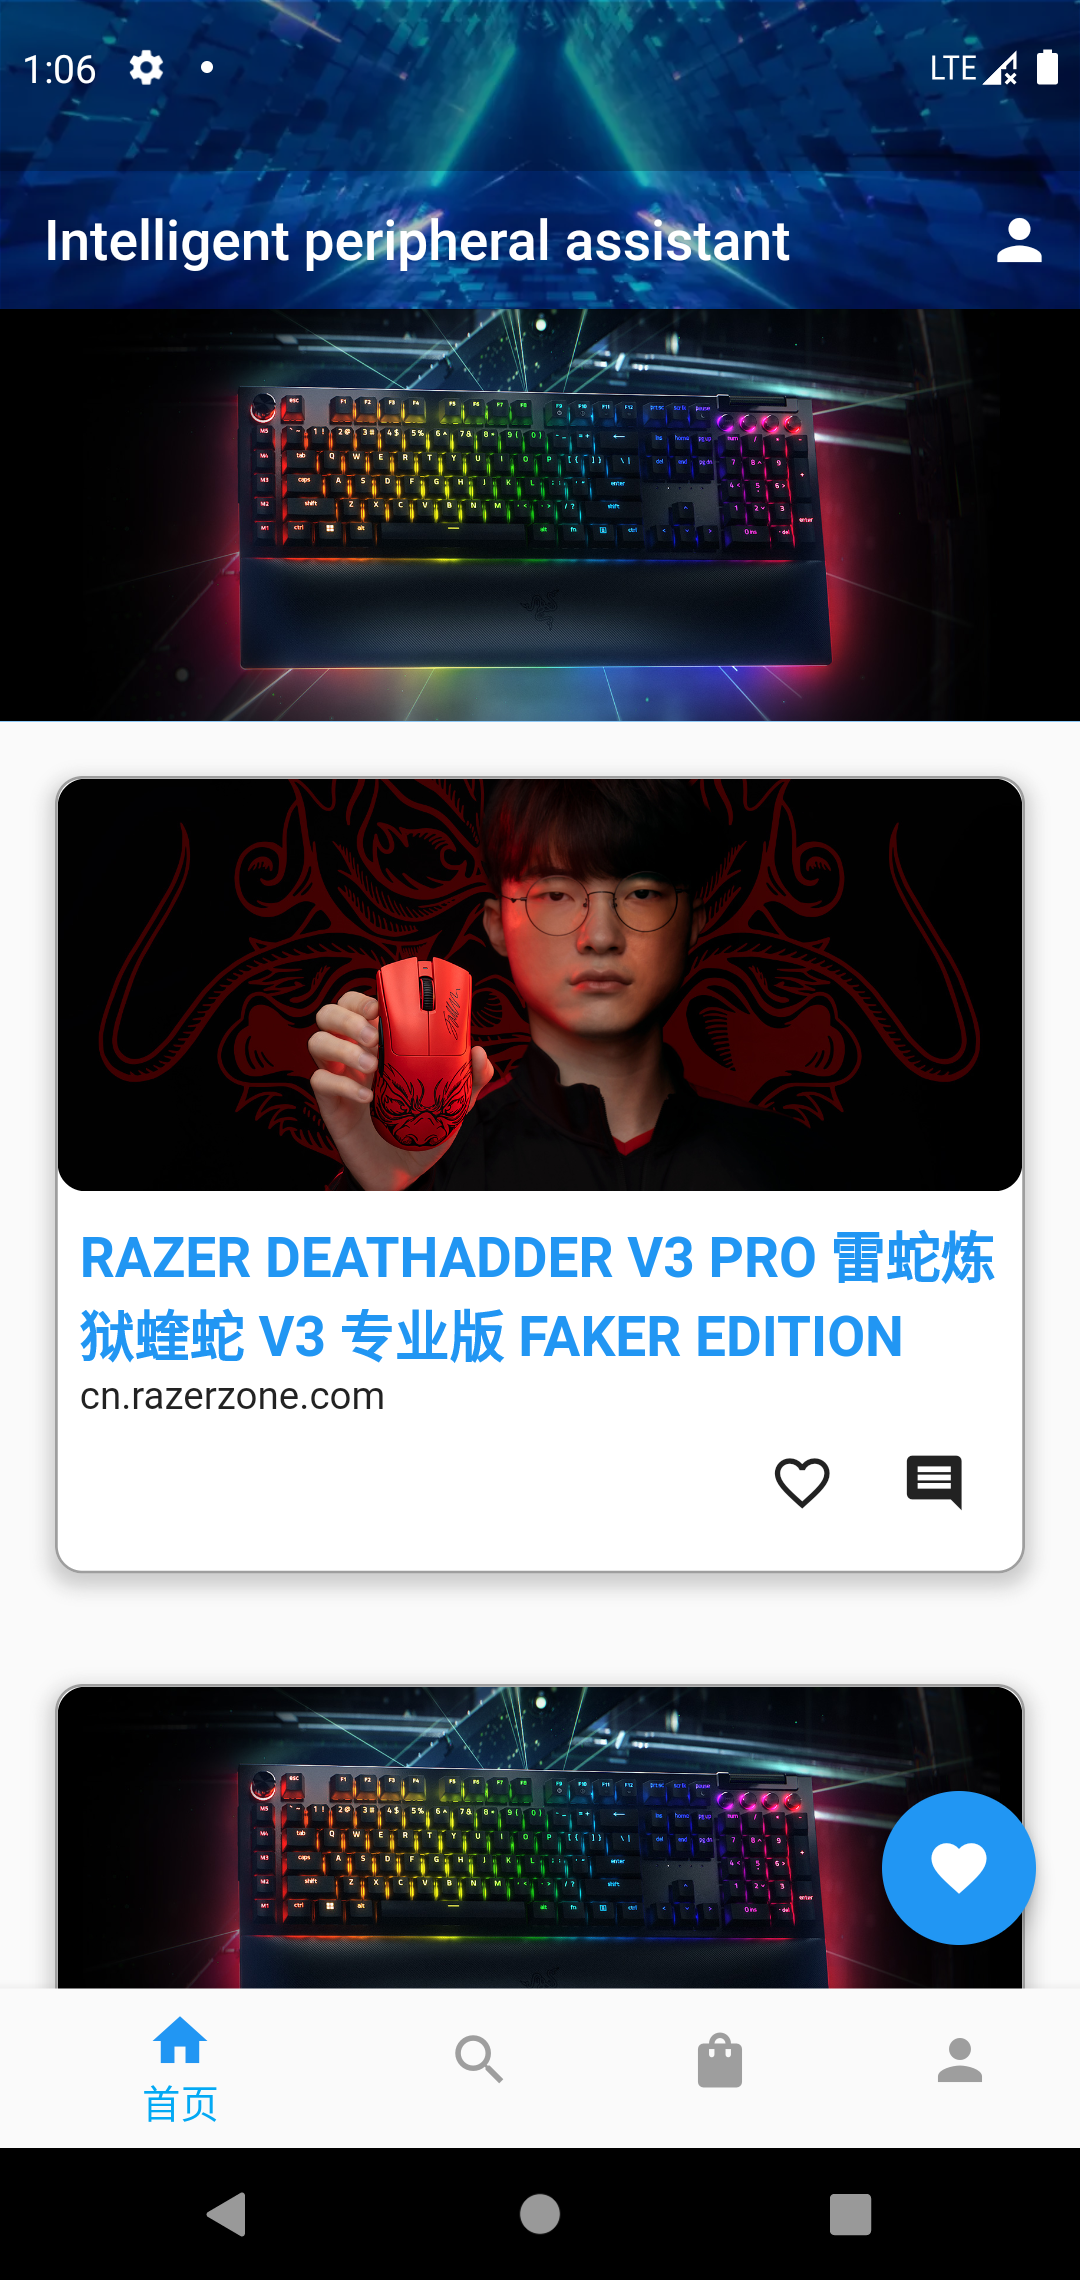 1:06
LTE
Intelligent peripheral assistant
RAZER DEATHADDER V3 PRO 雷蛇炼
狱蝰蛇 V3 专业版 FAKER EDITION
cn.razerzone.com
首页